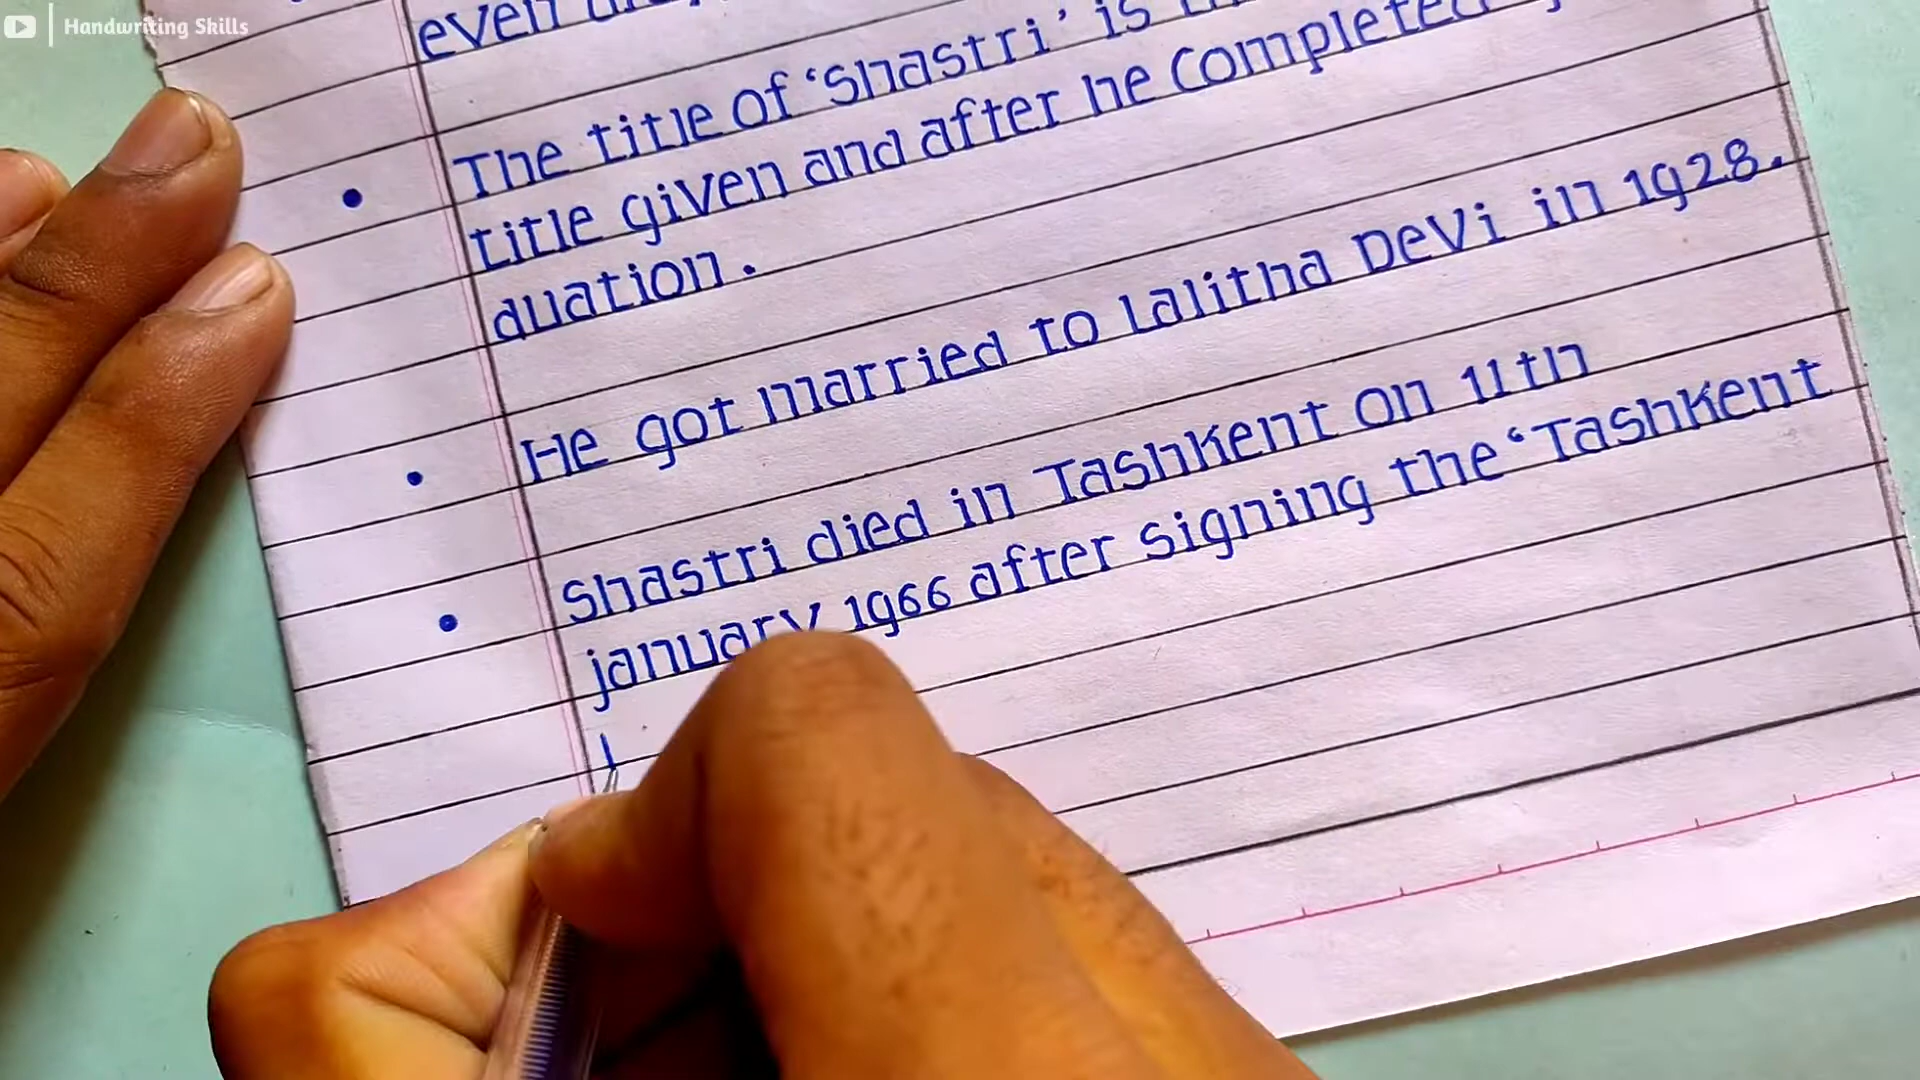 Handwriting Skills
even
The title of 'Shastri' is
title given and after he completed
duation.
He got married to Lalitha DeVi in 1928.
Shastri died in Tashkent on 11th
january 1966 after signing the 'Tashkent